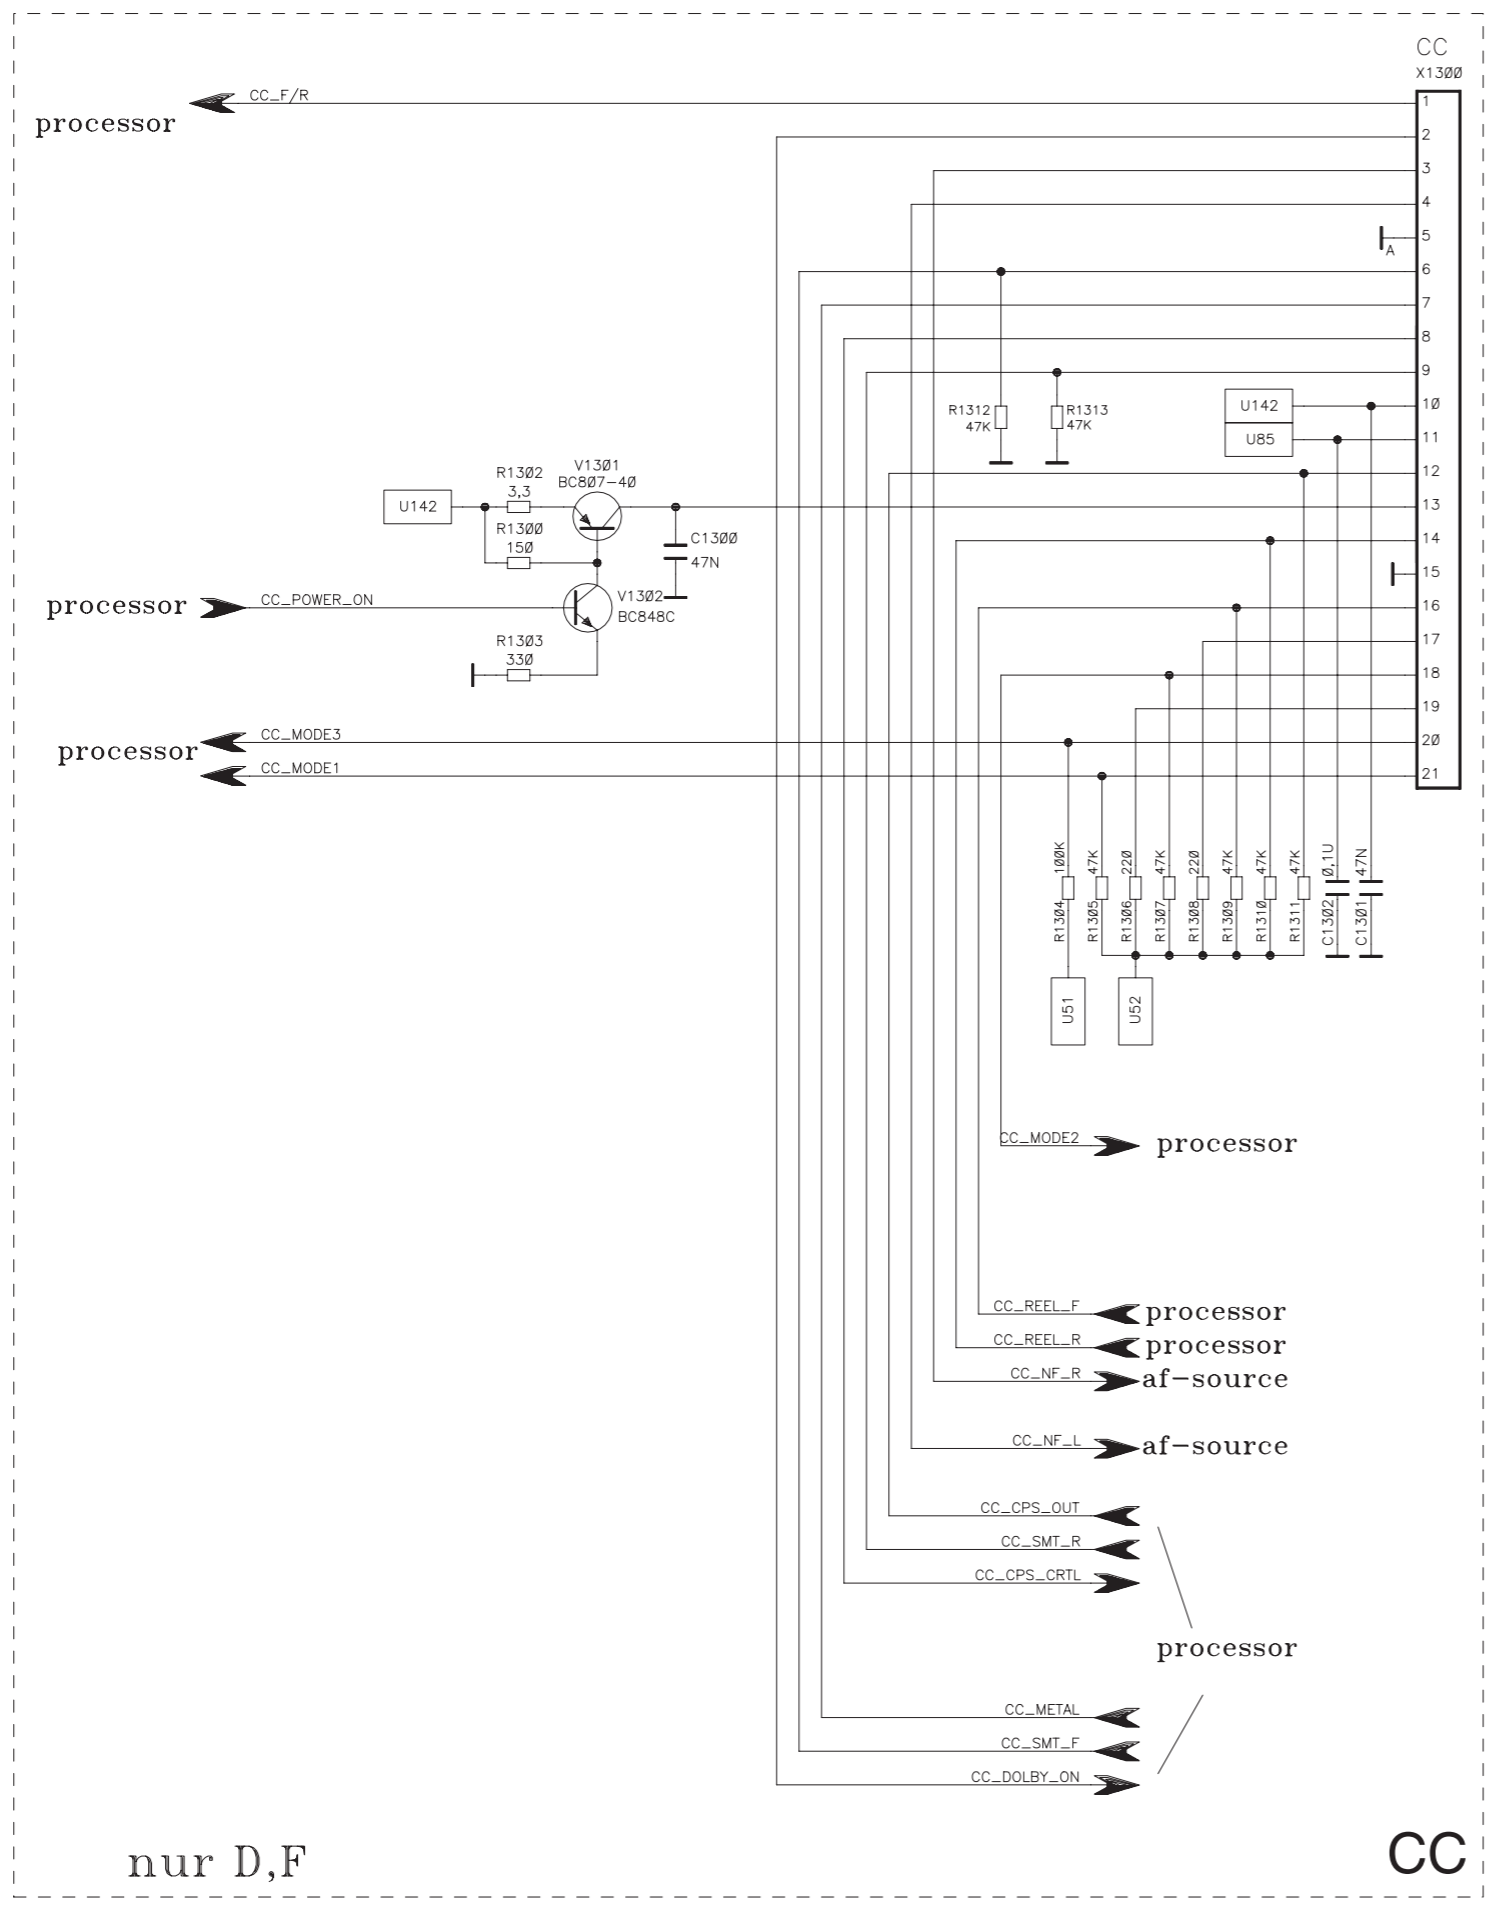 CC
X1300
CC_F/R
processor
1
2
3
4
5
A
6
7
8
9
R1312
47K
R1313
47K
U142
10
U85
11
12
V1301
BC807-40
R1302
3,3
U142
13
R1300
150
C1300
47N
14
15
V1302
BC848C
processor
CC_POWER_ON
16
R1303
330
17
18
19
CC_MODE3
20
processor
CC_MODE1
21
R1304 100K
R1305 47K
R1306 220
R1307 47K
R1308 220
R1309 47K
R1310 47K
R1311 47K
C1302 0,1U
C1301 47N
U51
U52
CC_MODE2
processor
CC_REEL_F
processor
CC_REEL_R
processor
CC_NF_R
af-source
CC_NF_L
af-source
CC_CPS_OUT
CC_SMT_R
CC_CPS_CRTL
processor
CC_METAL
CC_SMT_F
CC_DOLBY_ON
nur D,F
CC